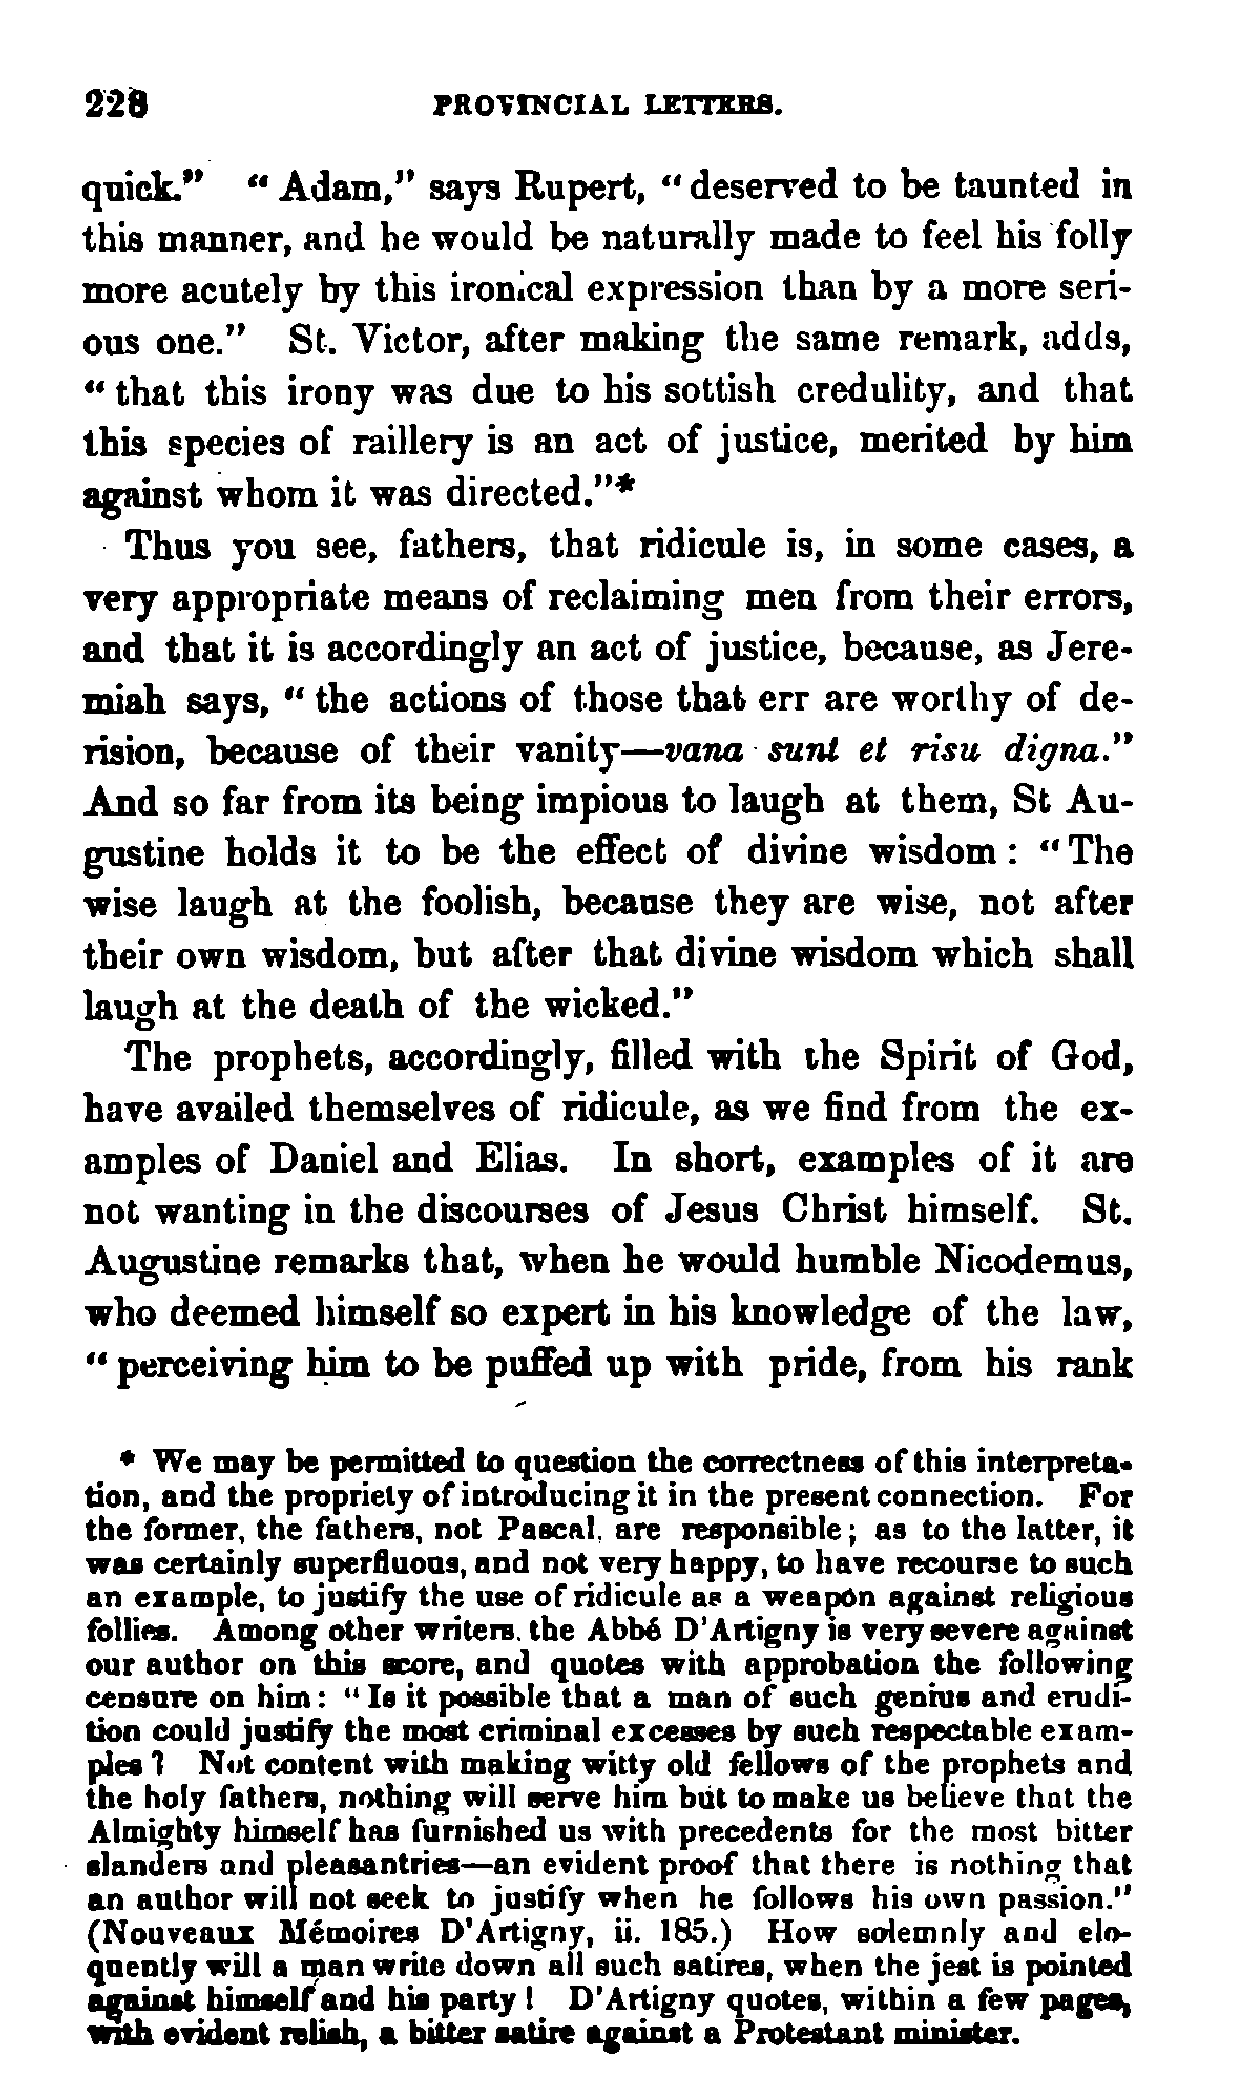 228 PROVINCIAL LETTERS.
quick." "Adam," says Rupert, "deserved to be taunted in
this manner, and he would be naturally made to feel his folly
more acutely by this ironical expression than by a more seri-
ous one." St. Victor, after making the same remark, adds,
"that this irony was due to his sottish credulity, and that
this species of raillery is an act of justice, merited by him
against whom it was directed."*
Thus you see, fathers, that ridicule is, in some cases, a
very appropriate means of reclaiming men from their errors,
and that it is accordingly an act of justice, because, as Jere-
miah says, "the actions of those that err are worthy of de-
rision, because of their vanity—vana sunt et risu digna."
And so far from its being impious to laugh at them, St Au-
gustine holds it to be the effect of divine wisdom: "The
wise laugh at the foolish, because they are wise, not after
their own wisdom, but after that divine wisdom which shall
laugh at the death of the wicked."
The prophets, accordingly, filled with the Spirit of God,
have availed themselves of ridicule, as we find from the ex-
amples of Daniel and Elias. In short, examples of it are
not wanting in the discourses of Jesus Christ himself. St.
Augustine remarks that, when he would humble Nicodemus,
who deemed himself so expert in his knowledge of the law,
"perceiving him to be puffed up with pride, from his rank
* We may be permitted to question the correctness of this interpreta-
tion, and the propriety of introducing it in the present connection. For
the former, the fathers, not Pascal, are responsible; as to the latter, it
was certainly superfluous, and not very happy, to have recourse to such
an example, to justify the use of ridicule as a weapon against religious
follies. Among other writers, the Abbé D'Artigny is very severe against
our author on this score, and quotes with approbation the following
censure on him: "Is it possible that a man of such genius and erudi-
tion could justify the most criminal excesses by such respectable exam-
ples? Not content with making witty old fellows of the prophets and
the holy fathers, nothing will serve him but to make us believe that the
Almighty himself has furnished us with precedents for the most bitter
slanders and pleasantries—an evident proof that there is nothing that
an author will not seek to justify when he follows his own passion."
(Nouveaux Mémoires D'Artigny, ii. 185.) How solemnly and elo-
quently will a man write down all such satires, when the jest is pointed
against himself and his party! D'Artigny quotes, within a few pages,
with evident relish, a bitter satire against a Protestant minister.